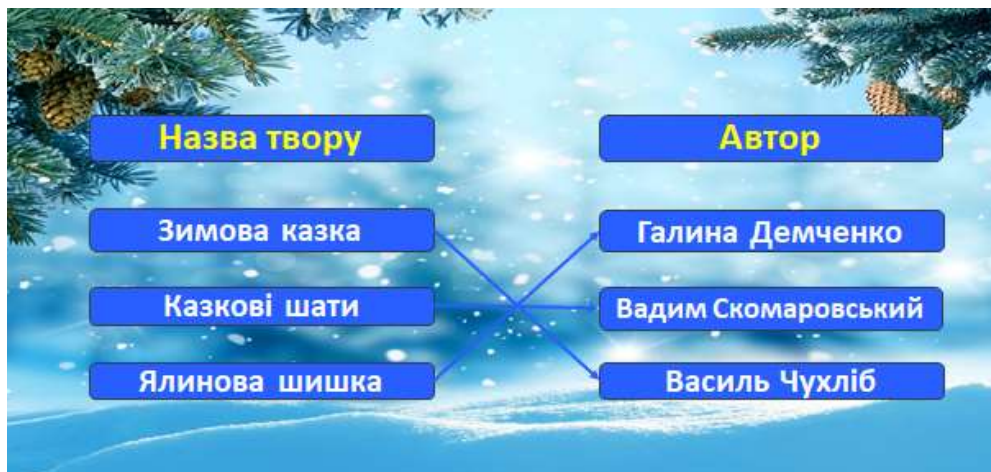 Назва твору
Автор
Зимова казка
Галина Демченко
Казкові шати
Вадим Скомаровський
Ялинова шишка
Василь Чухліб